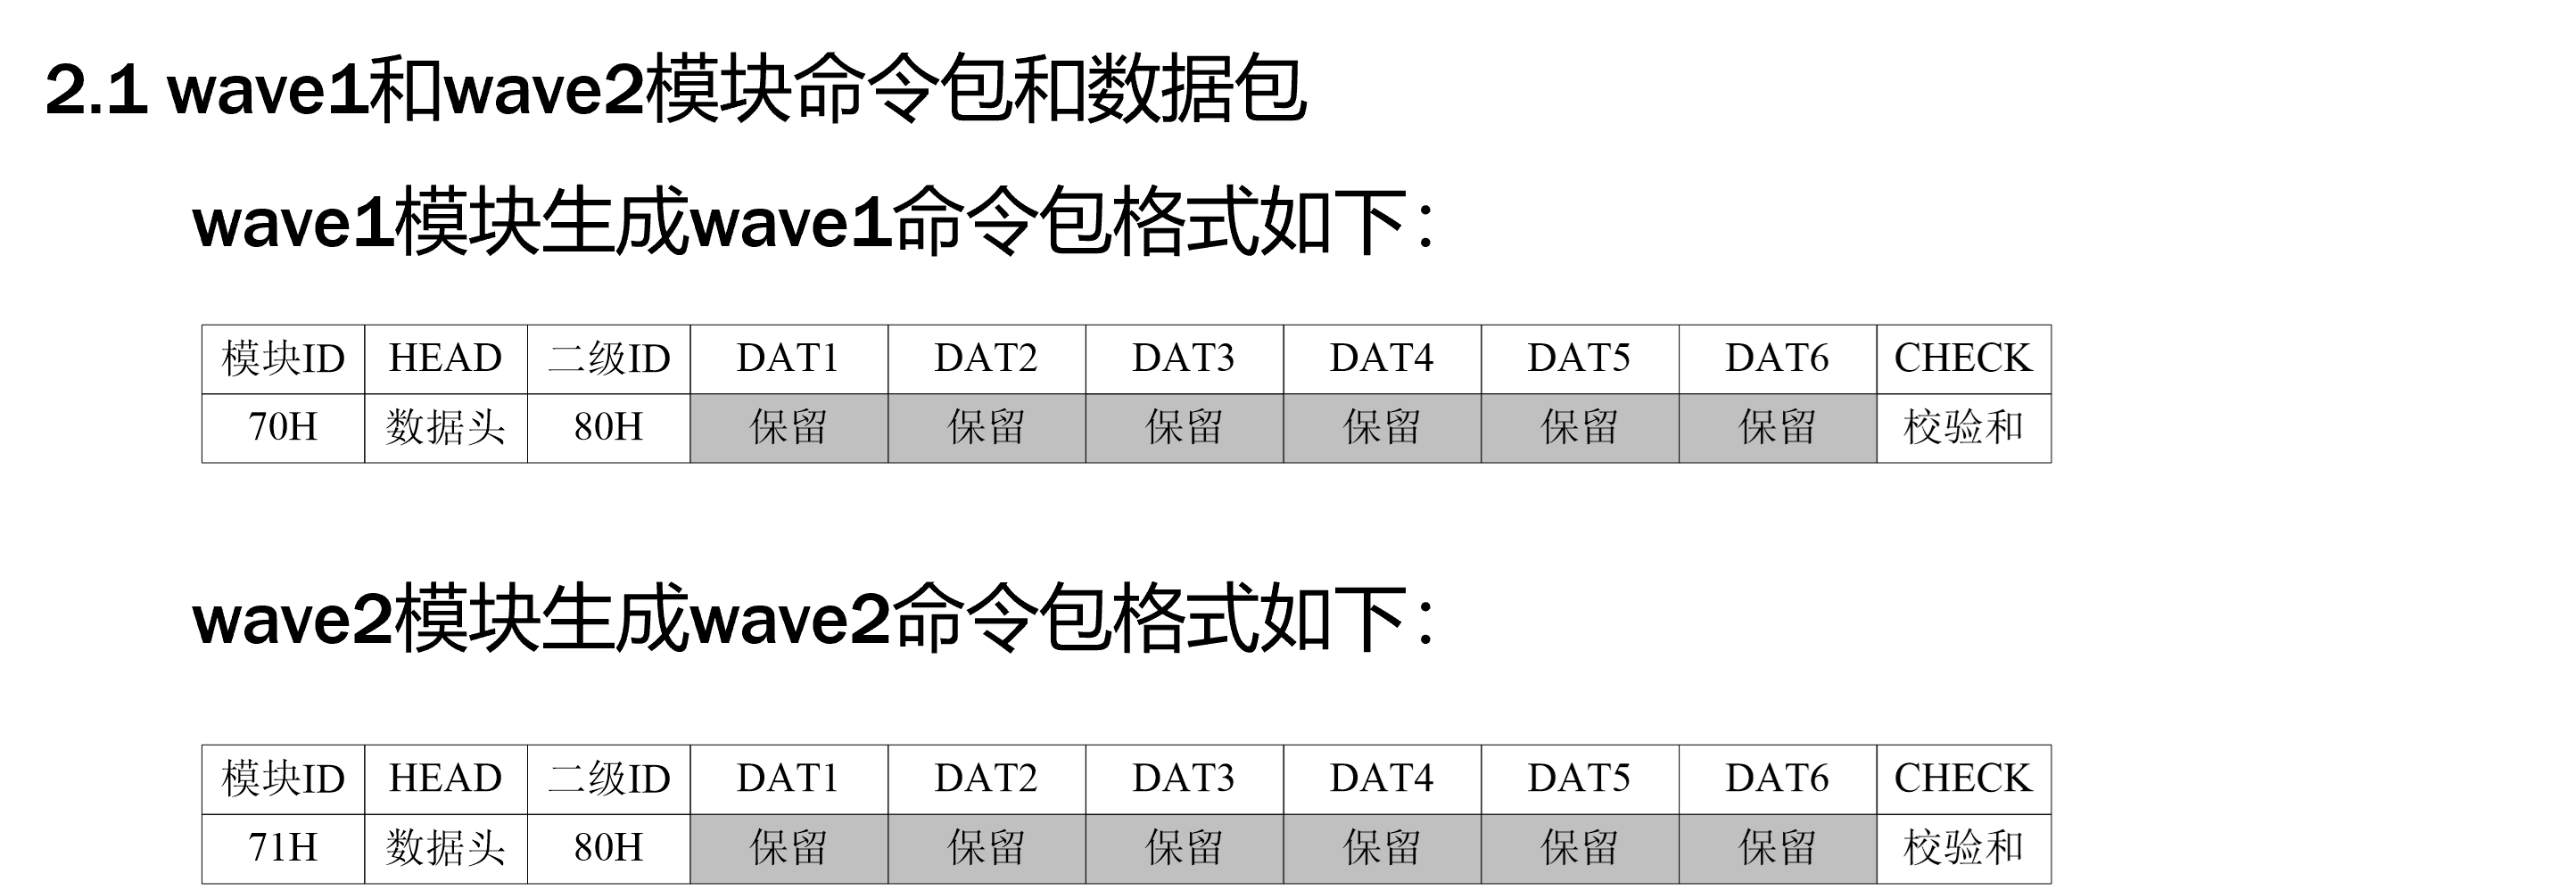 2.1 wave1和wave2模块命令包和数据包
wave1模块生成wave1命令包格式如下：
模块ID HEAD 二级ID DAT1 DAT2 DAT3 DAT4 DAT5 DAT6 CHECK
70H 数据头 80H 保留 保留 保留 保留 保留 保留 校验和
wave2模块生成wave2命令包格式如下：
模块ID HEAD 二级ID DAT1 DAT2 DAT3 DAT4 DAT5 DAT6 CHECK
71H 数据头 80H 保留 保留 保留 保留 保留 保留 校验和